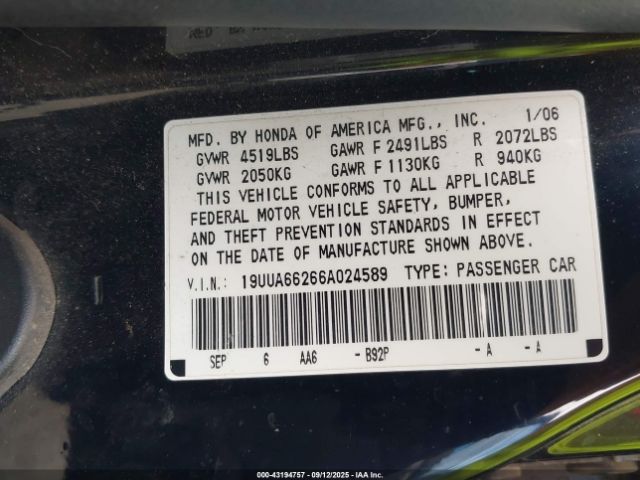 MFD. BY HONDA OF AMERICA MFG., INC. 1/06
GVWR 4519LBS GAWR F 2491LBS R 2072LBS
GVWR 2050KG GAWR F 1130KG R 940KG
THIS VEHICLE CONFORMS TO ALL APPLICABLE
FEDERAL MOTOR VEHICLE SAFETY, BUMPER,
AND THEFT PREVENTION STANDARDS IN EFFECT
ON THE DATE OF MANUFACTURE SHOWN ABOVE.
V.I.N.: 19UUA66266A024589 TYPE: PASSENGER CAR
SEP 6 AA6 - B92P - A - A
000-43194757 - 09/12/2025 - IAA Inc.